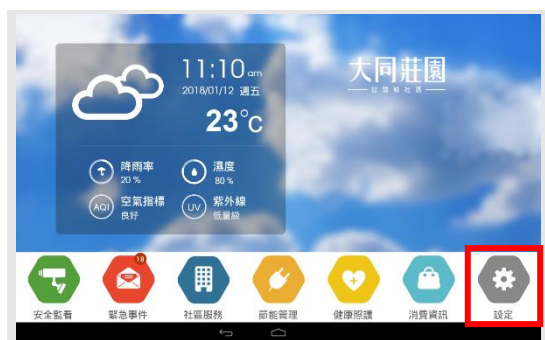 11:10 am
2018/01/12 週五
23°C
降雨率
20 %
濕度
80 %
AQI
空氣指標
良好
UV
紫外線
低量級
大同莊園
18
安全監看
緊急事件
社區服務
節能管理
健康照護
消費資訊
設定